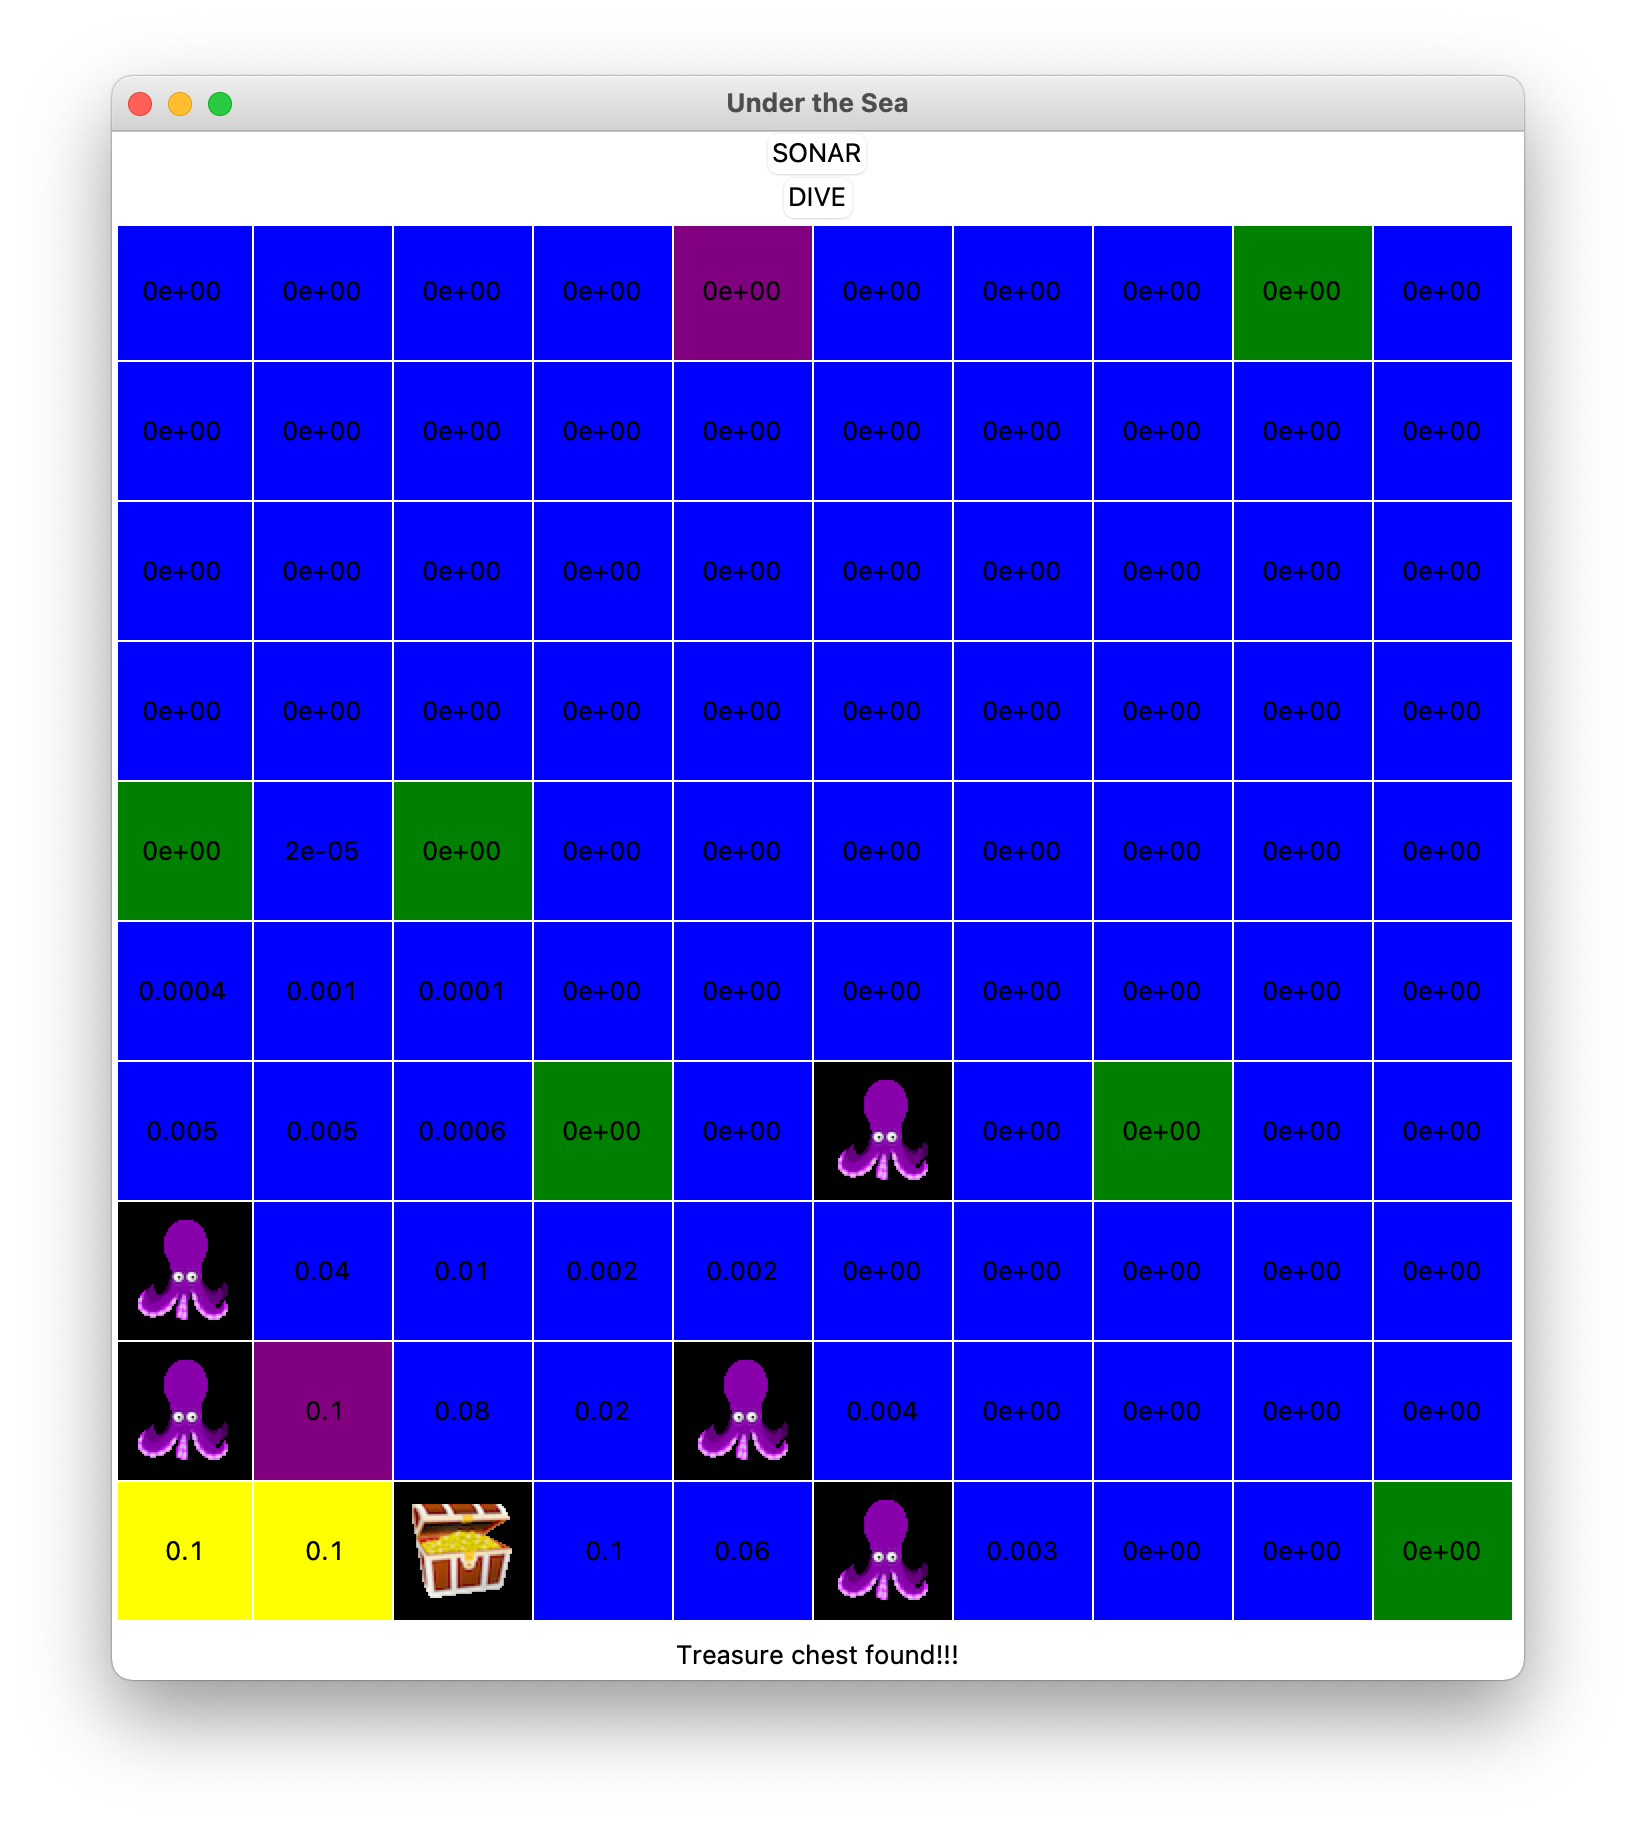 Under the Sea
SONAR
DIVE
0e+00 0e+00 0e+00 0e+00 0e+00 0e+00 0e+00 0e+00 0e+00 0e+00
0e+00 0e+00 0e+00 0e+00 0e+00 0e+00 0e+00 0e+00 0e+00 0e+00
0e+00 0e+00 0e+00 0e+00 0e+00 0e+00 0e+00 0e+00 0e+00 0e+00
0e+00 0e+00 0e+00 0e+00 0e+00 0e+00 0e+00 0e+00 0e+00 0e+00
0e+00 2e-05 0e+00 0e+00 0e+00 0e+00 0e+00 0e+00 0e+00 0e+00
0.0004 0.001 0.0001 0e+00 0e+00 0e+00 0e+00 0e+00 0e+00 0e+00
0.005 0.005 0.0006 0e+00 0e+00 0e+00 0e+00 0e+00 0e+00
0.04 0.01 0.002 0.002 0e+00 0e+00 0e+00 0e+00 0e+00
0.1 0.08 0.02 0.004 0e+00 0e+00 0e+00 0e+00
0.1 0.1 0.1 0.06 0.003 0e+00 0e+00 0e+00
Treasure chest found!!!